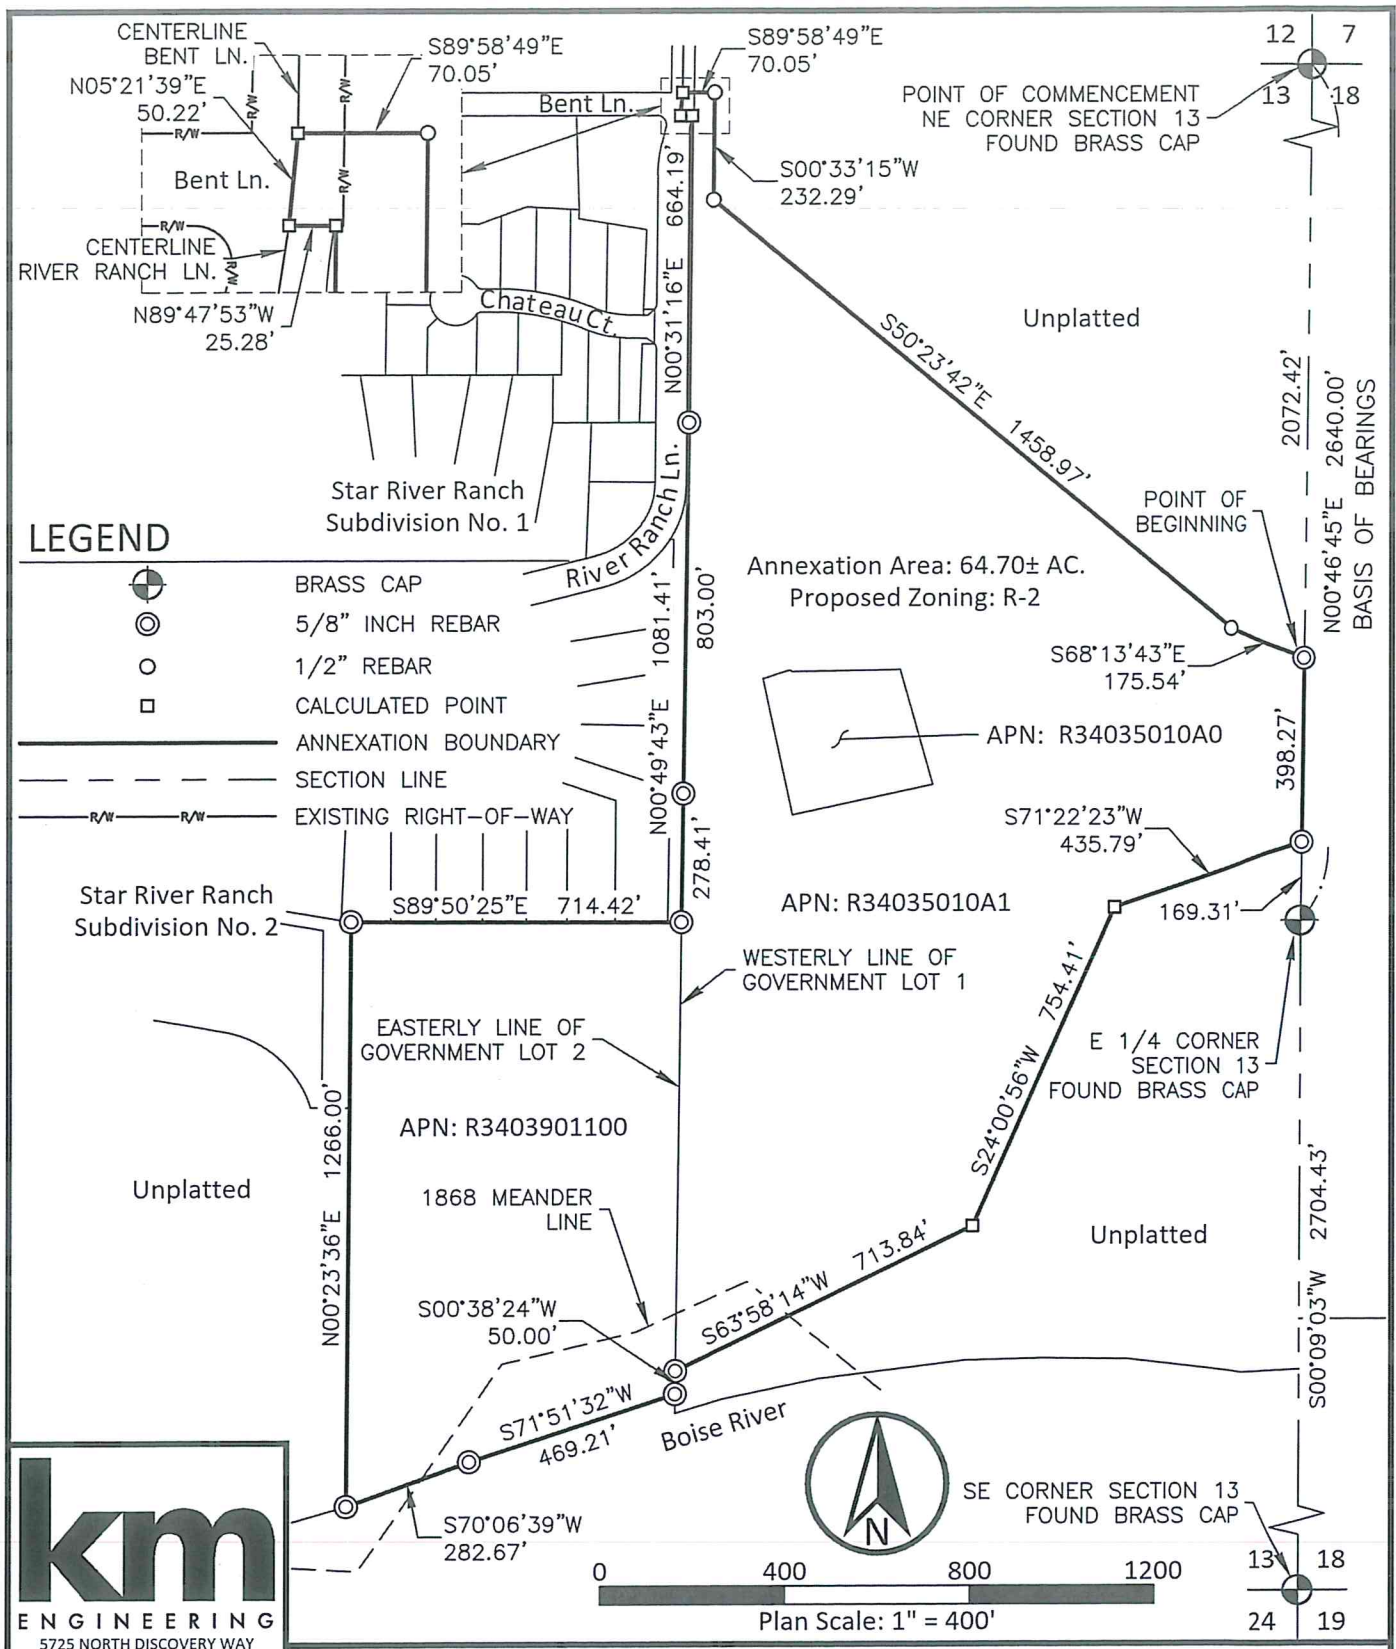 CENTERLINE
BENT LN.
N05°21'39"E
50.22'
S89°58'49"E
70.05'
R/W
R/W
R/W
R/W
Bent Ln.
R/W
R/W
CENTERLINE
RIVER RANCH LN.
N89°47'53"W
25.28'
Bent Ln.
S89°58'49"E
70.05'
S00°33'15"W
232.29'
12 7
13 18
POINT OF COMMENCEMENT
NE CORNER SECTION 13
FOUND BRASS CAP
N00°31'16"E 664.19'
Chateau Ct.
Unplatted
S50°23'42"E 1458.97'
2072.42'
N00°46'45"E 2640.00'
BASIS OF BEARINGS
Star River Ranch
Subdivision No. 1
River Ranch Ln.
POINT OF
BEGINNING
LEGEND
BRASS CAP
5/8" INCH REBAR
1/2" REBAR
CALCULATED POINT
ANNEXATION BOUNDARY
SECTION LINE
R/W R/W EXISTING RIGHT-OF-WAY
N00°49'43"E 1081.41'
803.00'
278.41'
Annexation Area: 64.70± AC.
Proposed Zoning: R-2
S68°13'43"E
175.54'
APN: R34035010A0
398.27'
S71°22'23"W
435.79'
Star River Ranch
Subdivision No. 2
S89°50'25"E 714.42'
APN: R34035010A1
169.31'
WESTERLY LINE OF
GOVERNMENT LOT 1
EASTERLY LINE OF
GOVERNMENT LOT 2
S24°00'56"W 754.41'
E 1/4 CORNER
SECTION 13
FOUND BRASS CAP
APN: R3403901100
N00°23'36"E 1266.00'
Unplatted
1868 MEANDER
LINE
Unplatted
S00°09'03"W 2704.43'
S63°58'14"W 713.84'
S00°38'24"W
50.00'
S71°51'32"W
469.21'
Boise River
S70°06'39"W
282.67'
N
SE CORNER SECTION 13
FOUND BRASS CAP
13 18
24 19
0 400 800 1200
Plan Scale: 1" = 400'
km
ENGINEERING
5725 NORTH DISCOVERY WAY